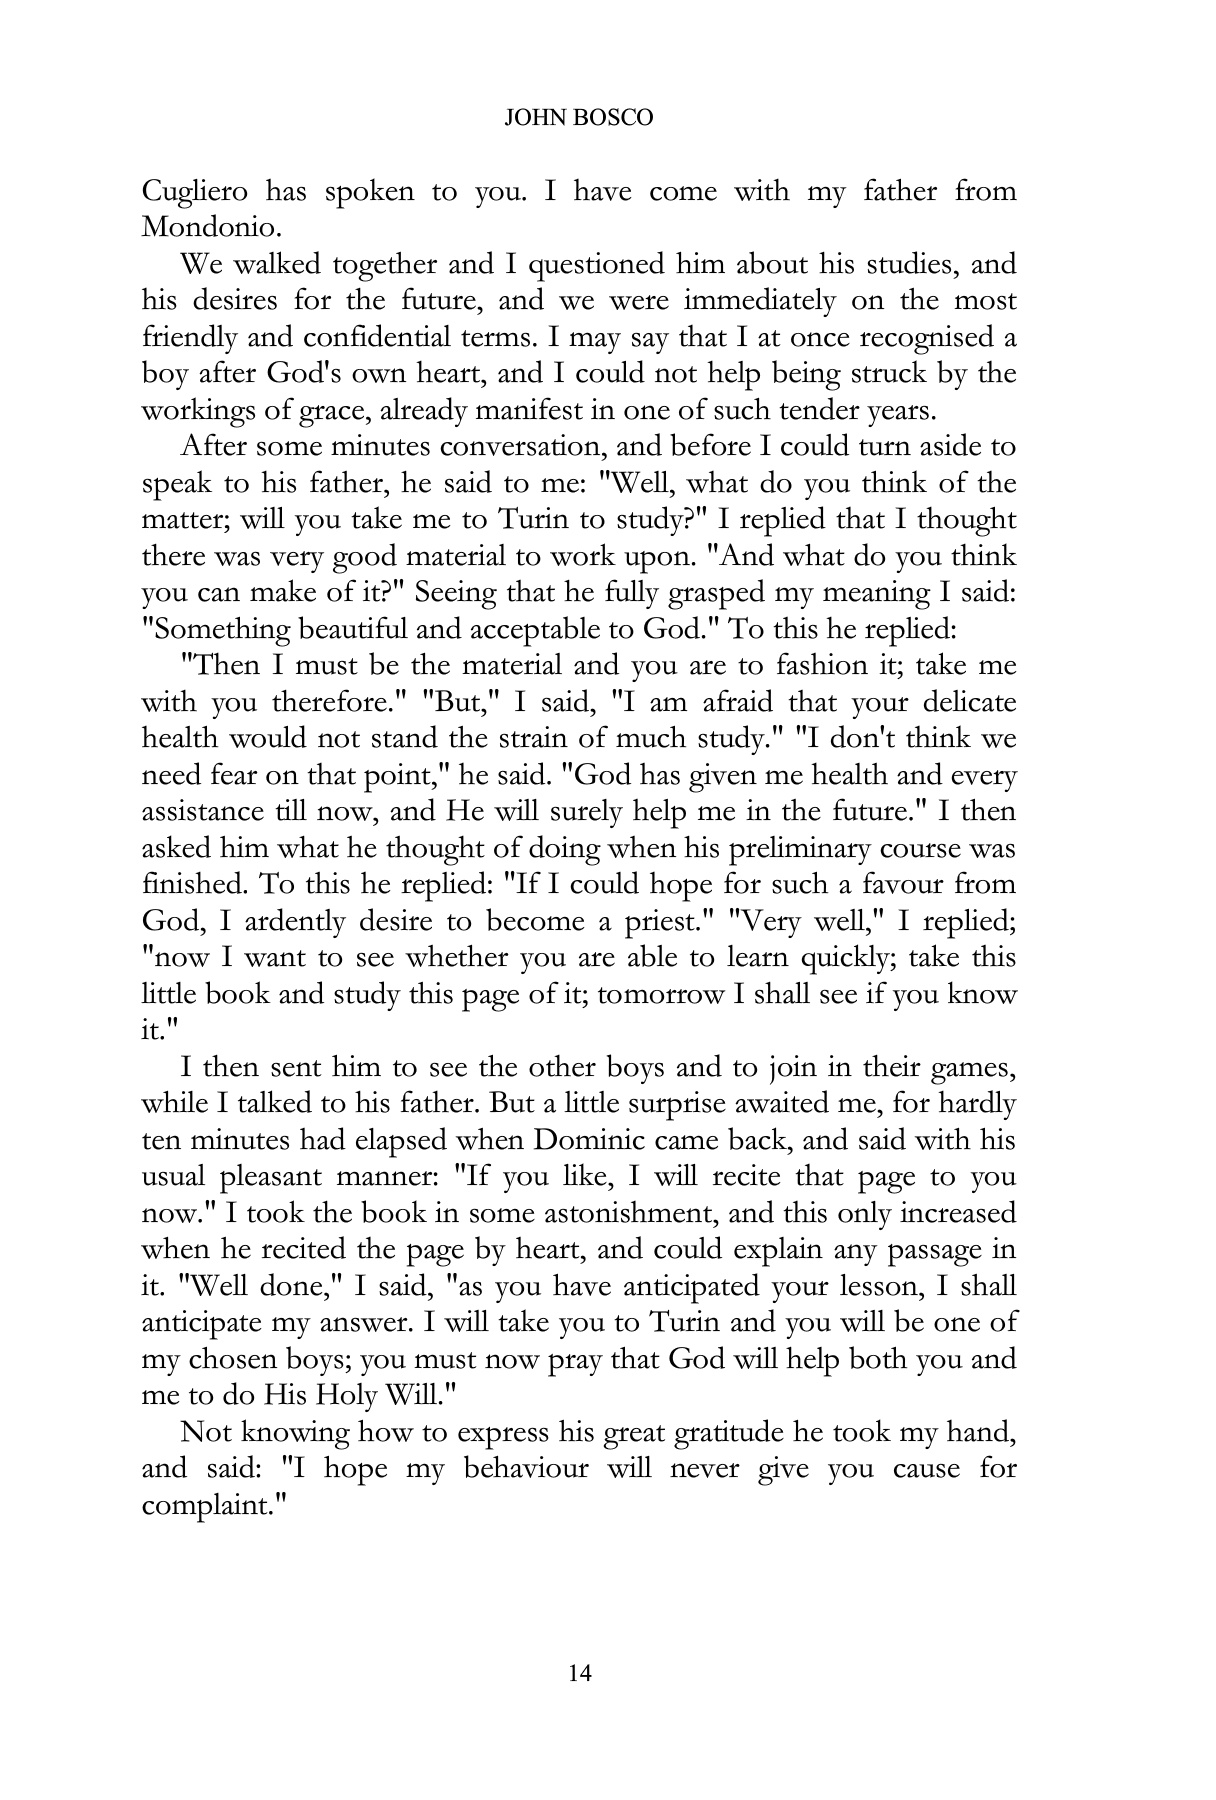 JOHN BOSCO
Cugliero has spoken to you. I have come with my father from
Mondonio.
We walked together and I questioned him about his studies, and
his desires for the future, and we were immediately on the most
friendly and confidential terms. I may say that I at once recognised a
boy after God's own heart, and I could not help being struck by the
workings of grace, already manifest in one of such tender years.
After some minutes conversation, and before I could turn aside to
speak to his father, he said to me: "Well, what do you think of the
matter; will you take me to Turin to study?" I replied that I thought
there was very good material to work upon. "And what do you think
you can make of it?" Seeing that he fully grasped my meaning I said:
"Something beautiful and acceptable to God." To this he replied:
"Then I must be the material and you are to fashion it; take me
with you therefore." "But," I said, "I am afraid that your delicate
health would not stand the strain of much study." "I don't think we
need fear on that point," he said. "God has given me health and every
assistance till now, and He will surely help me in the future." I then
asked him what he thought of doing when his preliminary course was
finished. To this he replied: "If I could hope for such a favour from
God, I ardently desire to become a priest." "Very well," I replied;
"now I want to see whether you are able to learn quickly; take this
little book and study this page of it; tomorrow I shall see if you know
it."
I then sent him to see the other boys and to join in their games,
while I talked to his father. But a little surprise awaited me, for hardly
ten minutes had elapsed when Dominic came back, and said with his
usual pleasant manner: "If you like, I will recite that page to you
now." I took the book in some astonishment, and this only increased
when he recited the page by heart, and could explain any passage in
it. "Well done," I said, "as you have anticipated your lesson, I shall
anticipate my answer. I will take you to Turin and you will be one of
my chosen boys; you must now pray that God will help both you and
me to do His Holy Will."
Not knowing how to express his great gratitude he took my hand,
and said: "I hope my behaviour will never give you cause for
complaint."
14